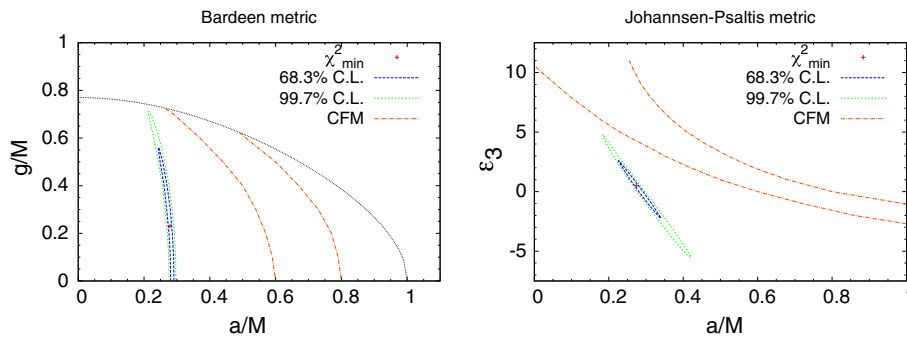 Bardeen metric
χ²min
68.3% C.L.
99.7% C.L.
CFM
g/M
1
0.8
0.6
0.4
0.2
0
0 0.2 0.4 0.6 0.8 1
a/M
Johannsen-Psaltis metric
χ²min
68.3% C.L.
99.7% C.L.
CFM
ε3
10
5
0
-5
0 0.2 0.4 0.6 0.8 1
a/M